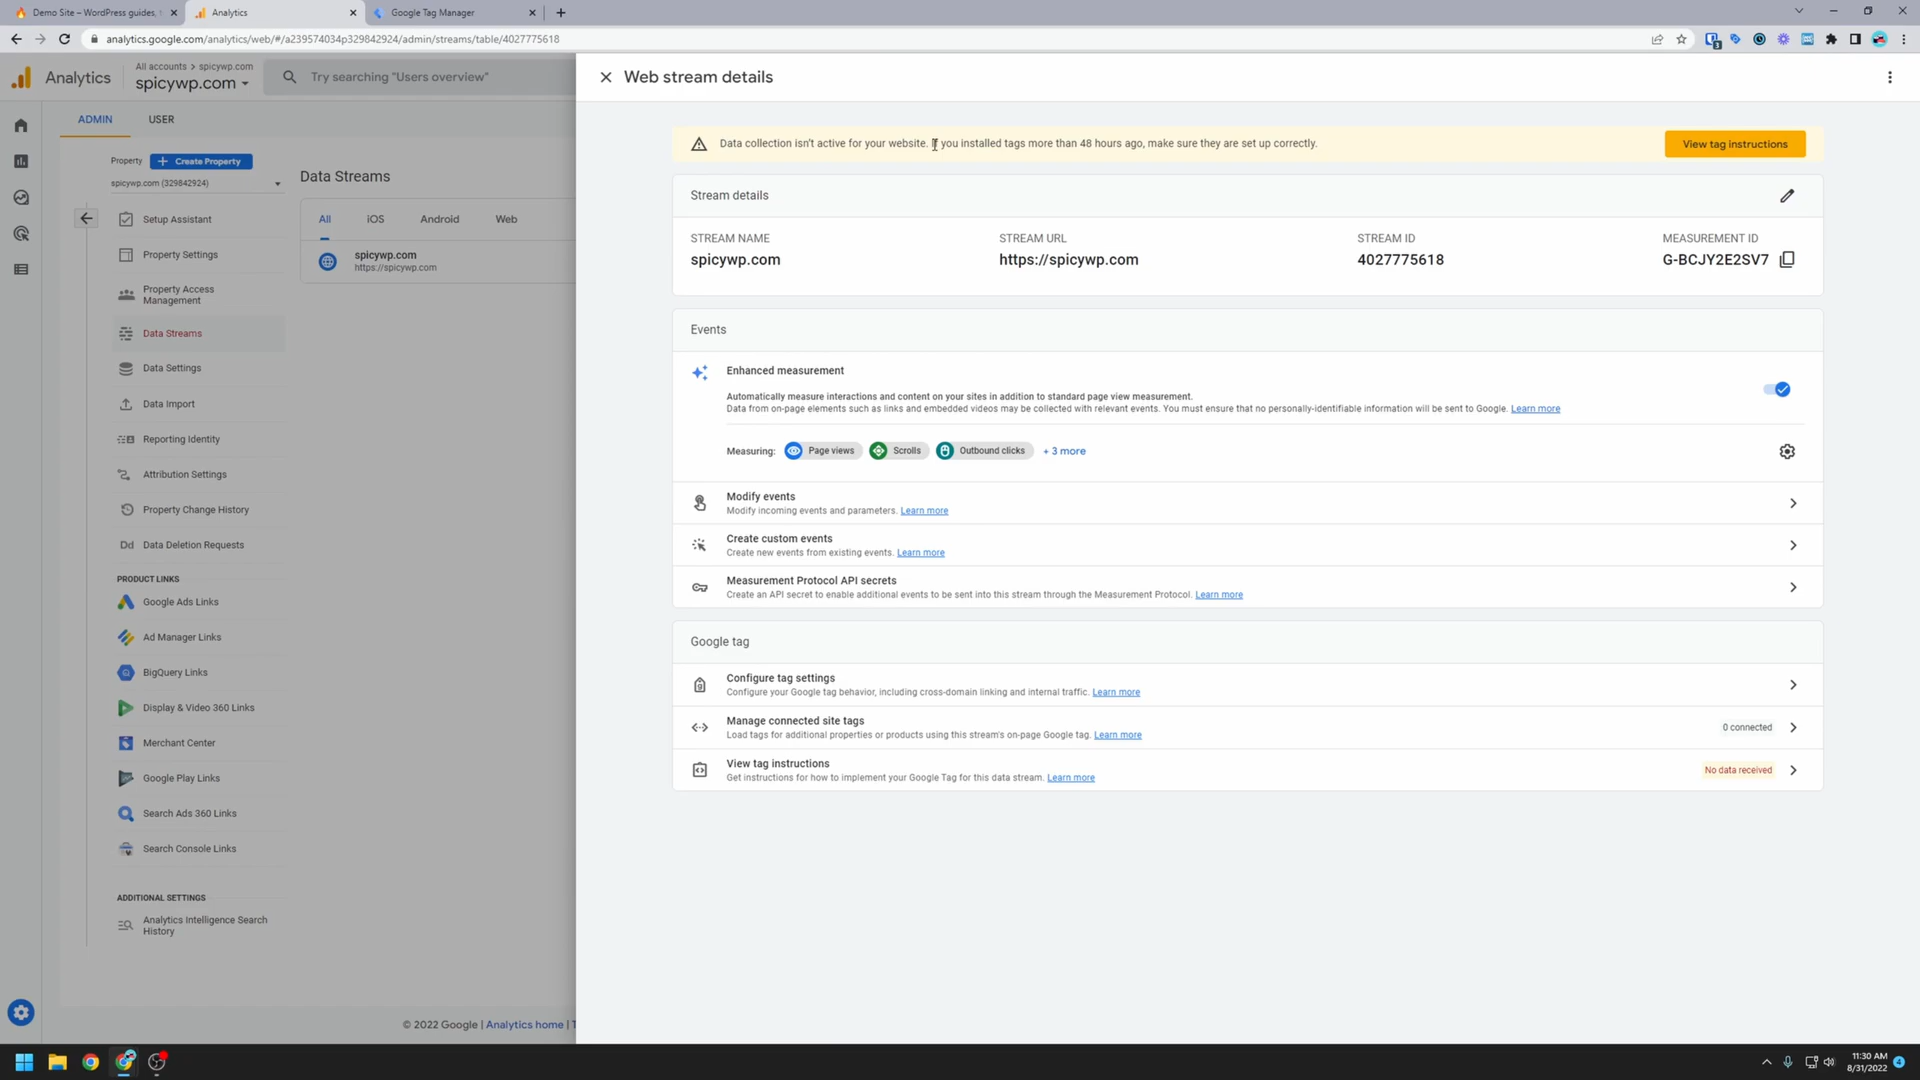 Demo Site – WordPress guides,
Analytics
Google Tag Manager
analytics.google.com/analytics/web/#/a239574034p329842924/admin/streams/table/4027775618
Analytics
All accounts > spicywp.com
spicywp.com
Try searching "Users overview"
Web stream details
ADMIN
USER
Data collection isn't active for your website. If you installed tags more than 48 hours ago, make sure they are set up correctly.
View tag instructions
Property
Create Property
spicywp.com (329842924)
Data Streams
All
iOS
Android
Web
spicywp.com
https://spicywp.com
Setup Assistant
Property Settings
Property Access
Management
Data Streams
Data Settings
Data Import
Reporting Identity
Attribution Settings
Property Change History
Dd
Data Deletion Requests
PRODUCT LINKS
Google Ads Links
Ad Manager Links
BigQuery Links
Display & Video 360 Links
Merchant Center
Google Play Links
Search Ads 360 Links
Search Console Links
ADDITIONAL SETTINGS
Analytics Intelligence Search
History
© 2022 Google | Analytics home | T
Stream details
STREAM NAME
spicywp.com
STREAM URL
https://spicywp.com
STREAM ID
4027775618
MEASUREMENT ID
G-BCJY2E2SV7
Events
Enhanced measurement
Automatically measure interactions and content on your sites in addition to standard page view measurement.
Data from on-page elements such as links and embedded videos may be collected with relevant events. You must ensure that no personally-identifiable information will be sent to Google. Learn more
Measuring:
Page views
Scrolls
Outbound clicks
+ 3 more
Modify events
Modify incoming events and parameters. Learn more
Create custom events
Create new events from existing events. Learn more
Measurement Protocol API secrets
Create an API secret to enable additional events to be sent into this stream through the Measurement Protocol. Learn more
Google tag
Configure tag settings
Configure your Google tag behavior, including cross-domain linking and internal traffic. Learn more
Manage connected site tags
Load tags for additional properties or products using this stream's on-page Google tag. Learn more
0 connected
View tag instructions
Get instructions for how to implement your Google Tag for this data stream. Learn more
No data received
11:30 AM
8/31/2022
4